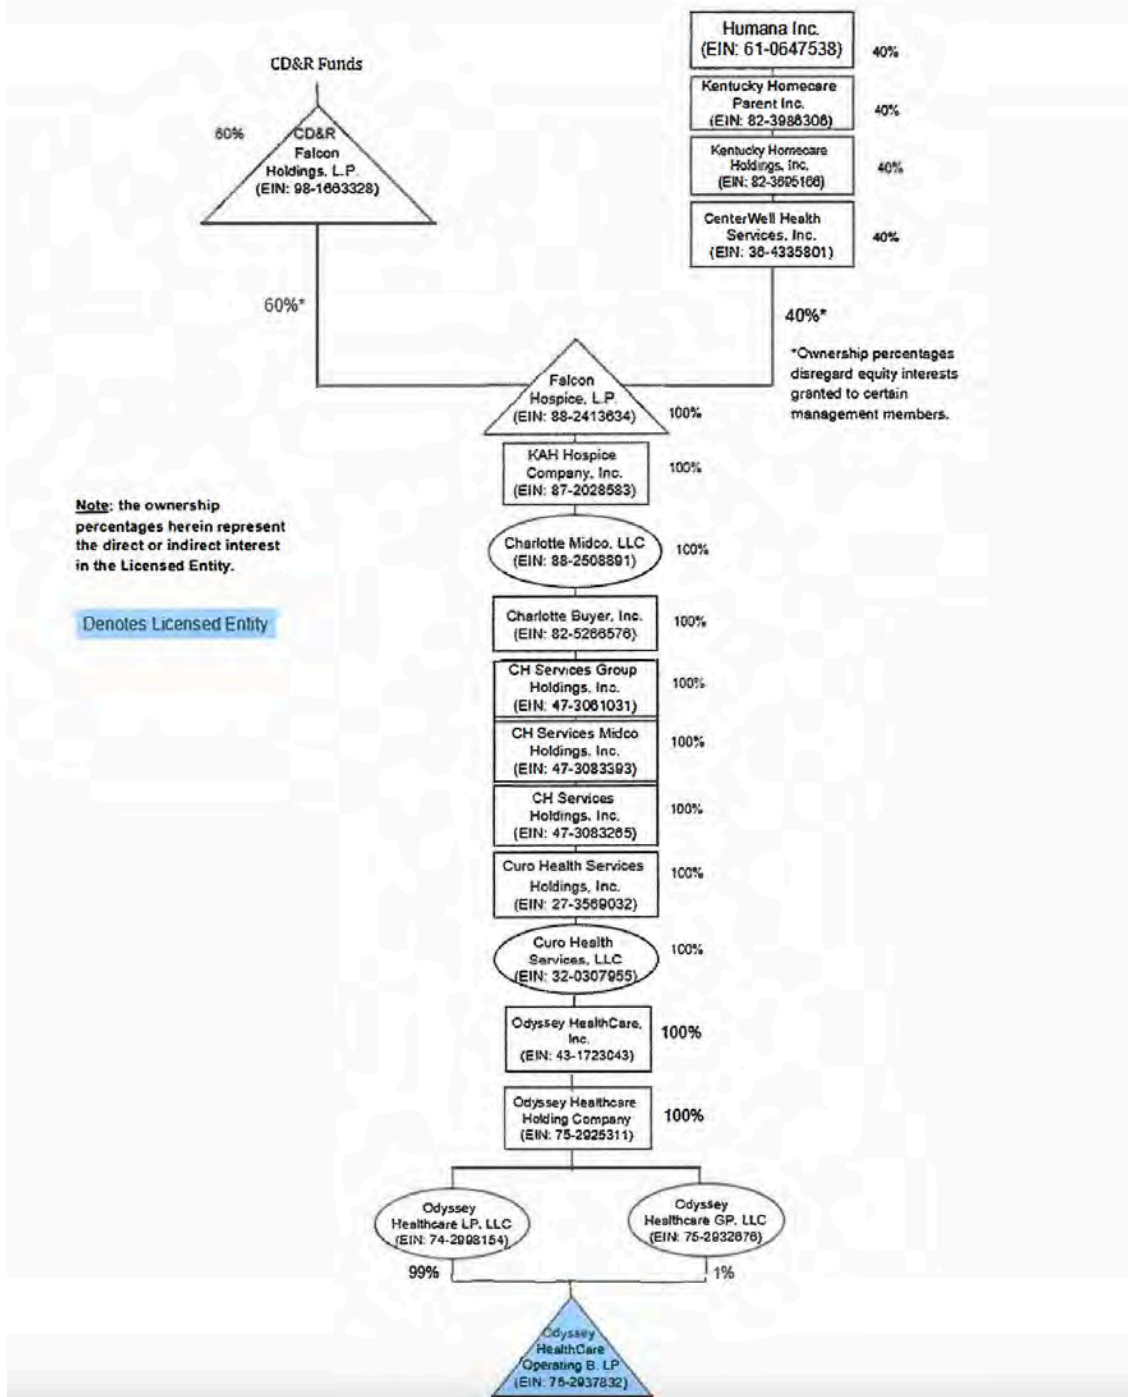 Humana Inc.
(EIN: 61-0647538)
40%
Kentucky Homecare
Parent Inc.
(EIN: 82-3986306)
40%
Kentucky Homecare
Holdings, Inc.
(EIN: 82-3695166)
40%
CenterWell Health
Services, Inc.
(EIN: 36-4335801)
40%
CD&R Funds
60%
CD&R
Falcon
Holdings, L.P.
(EIN: 98-1663328)
60%*
40%*
*Ownership percentages
disregard equity interests
granted to certain
management members.
Falcon
Hospice, L.P.
(EIN: 88-2413634)
100%
KAH Hospice
Company, Inc.
(EIN: 87-2028583)
100%
Note: the ownership
percentages herein represent
the direct or indirect interest
in the Licensed Entity.
Denotes Licensed Entity
Charlotte Midco, LLC
(EIN: 88-2508891)
100%
Charlotte Buyer, Inc.
(EIN: 82-5266576)
100%
CH Services Group
Holdings, Inc.
(EIN: 47-3061031)
100%
CH Services Midco
Holdings, Inc.
(EIN: 47-3083393)
100%
CH Services
Holdings, Inc.
(EIN: 47-3083265)
100%
Curo Health Services
Holdings, Inc.
(EIN: 27-3569032)
100%
Curo Health
Services, LLC
(EIN: 32-0307955)
100%
Odyssey HealthCare,
Inc.
(EIN: 43-1723043)
100%
Odyssey Healthcare
Holding Company
(EIN: 75-2925311)
100%
Odyssey
Healthcare LP, LLC
(EIN: 74-2998154)
99%
Odyssey
Healthcare GP, LLC
(EIN: 75-2932676)
1%
Odyssey
HealthCare
Operating B, LP
(EIN: 75-2937832)